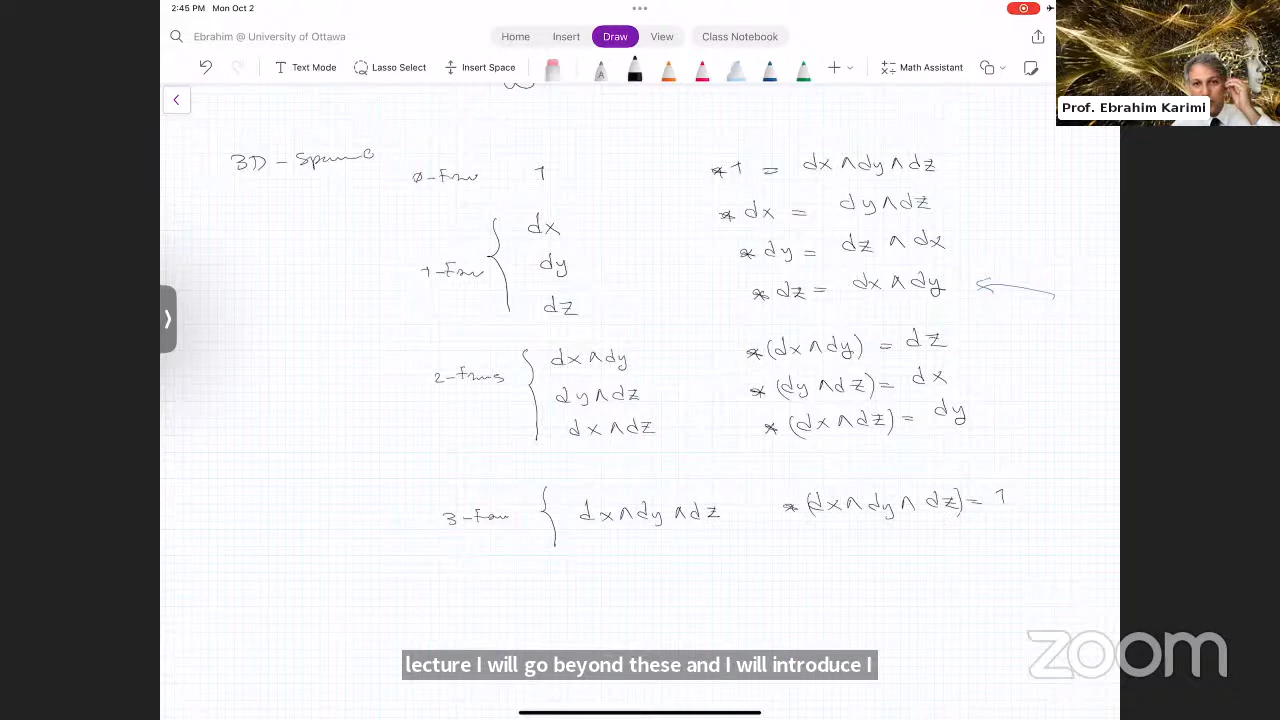 2:45 PM Mon Oct 2
Ebrahim @ University of Ottawa
Home Insert Draw View Class Notebook
Text Mode Lasso Select Insert Space Math Assistant
Prof. Ebrahim Karimi
3D - Space
0-Form 1 *1 = dx∧dy∧dz
1-Form { dx *dx = dy∧dz
dy *dy = dz∧dx
dz *dz = dx∧dy
2-Forms { dx∧dy *(dx∧dy) = dz
dy∧dz *(dy∧dz) = dx
dx∧dz *(dx∧dz) = dy
3-Form { dx∧dy∧dz *(dx∧dy∧dz) = 1
lecture I will go beyond these and I will introduce I
zoom